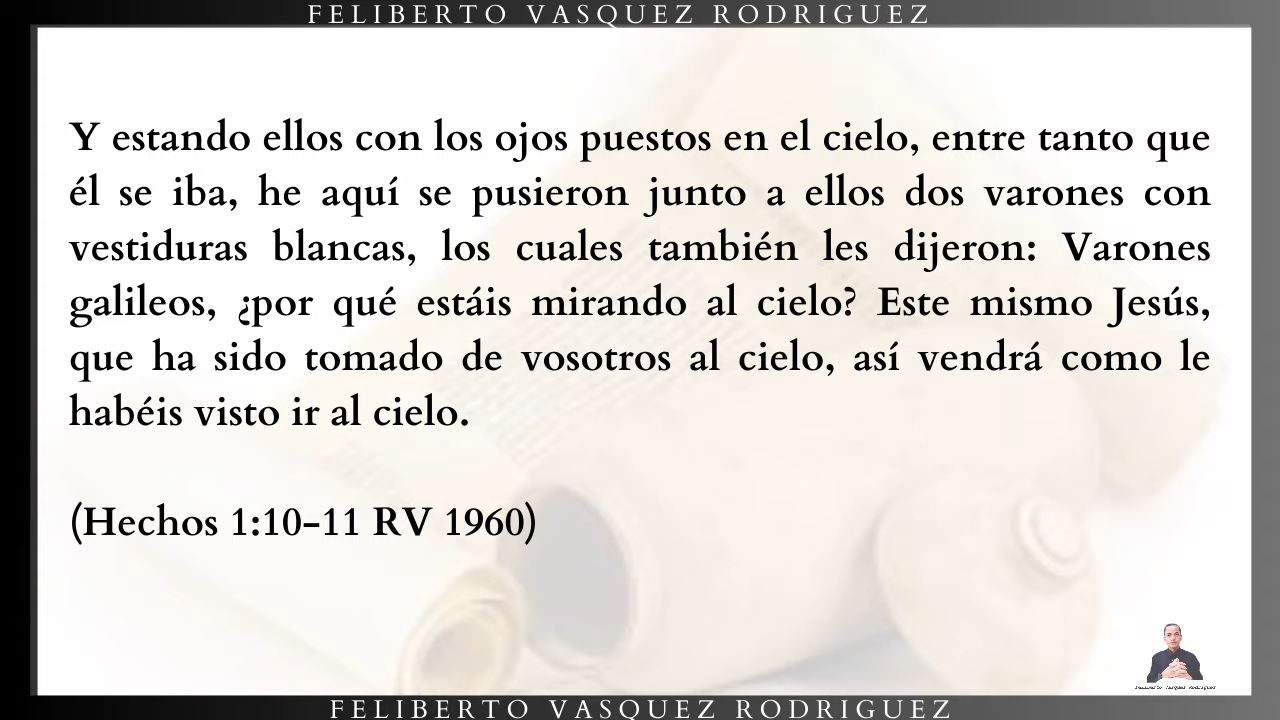 FELIBERTO VASQUEZ RODRIGUEZ
Y estando ellos con los ojos puestos en el cielo, entre tanto que
él se iba, he aquí se pusieron junto a ellos dos varones con
vestiduras blancas, los cuales también les dijeron: Varones
galileos, ¿por qué estáis mirando al cielo? Este mismo Jesús,
que ha sido tomado de vosotros al cielo, así vendrá como le
habéis visto ir al cielo.
(Hechos 1:10-11 RV 1960)
Feliberto Vasquez Rodriguez
FELIBERTO VASQUEZ RODRIGUEZ